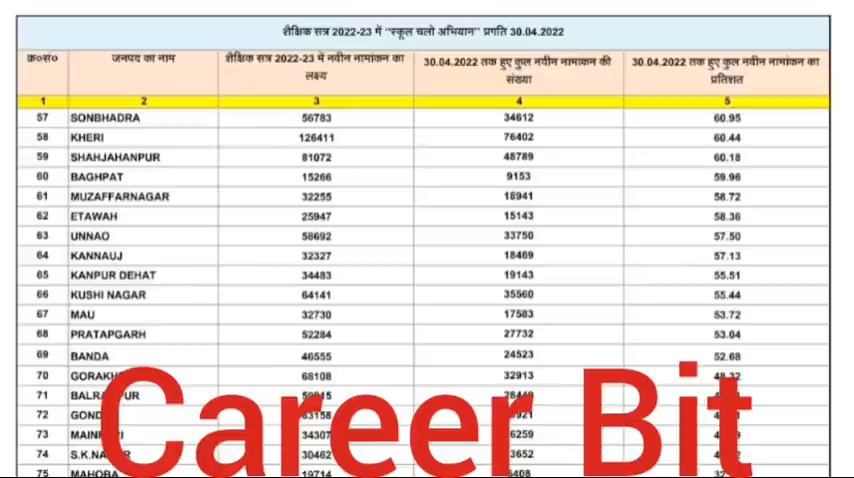 शैक्षिक सत्र 2022-23 में "स्कूल चलो अभियान" प्रगति 30.04.2022
क्र०सं० जनपद का नाम शैक्षिक सत्र 2022-23 में नवीन नामांकन का लक्ष्य 30.04.2022 तक हुए कुल नवीन नामांकन की संख्या 30.04.2022 तक हुए कुल नवीन नामांकन का प्रतिशत
1 2 3 4 5
57 SONBHADRA 56783 34612 60.95
58 KHERI 126411 76402 60.44
59 SHAHJAHANPUR 81072 48789 60.18
60 BAGHPAT 15266 9153 59.96
61 MUZAFFARNAGAR 32255 18941 58.72
62 ETAWAH 25947 15143 58.36
63 UNNAO 58692 33750 57.50
64 KANNAUJ 32327 18469 57.13
65 KANPUR DEHAT 34483 19143 55.51
66 KUSHI NAGAR 64141 35560 55.44
67 MAU 32730 17583 53.72
68 PRATAPGARH 52284 27732 53.04
69 BANDA 46555 24523 52.68
70 68108 32913 48.32
71
72
73 34307
74 30462
75 MAHOBA 19714
Career Bit